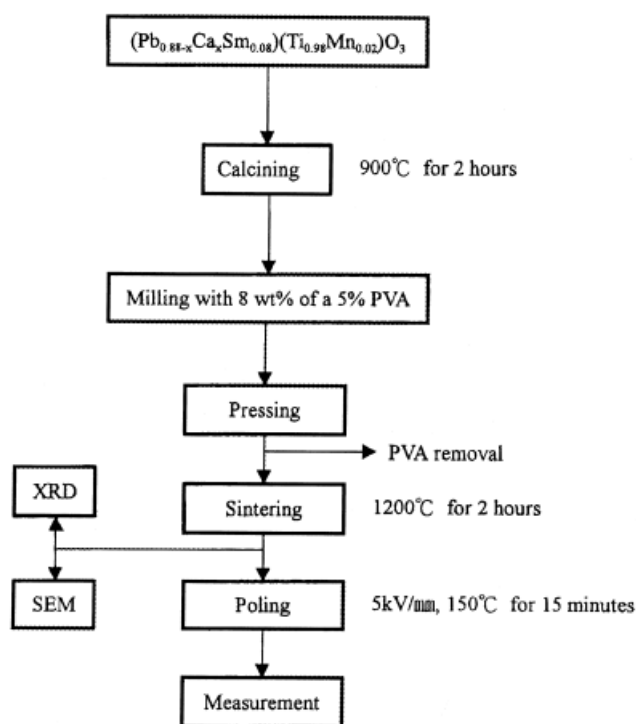 (Pb₀.₈₈₋ₓCaₓSm₀.₀₈)(Ti₀.₉₈Mn₀.₀₂)O₃
Calcining 900℃ for 2 hours
Milling with 8 wt% of a 5% PVA
Pressing
PVA removal
XRD
Sintering 1200℃ for 2 hours
SEM
Poling 5kV/㎜, 150℃ for 15 minutes
Measurement